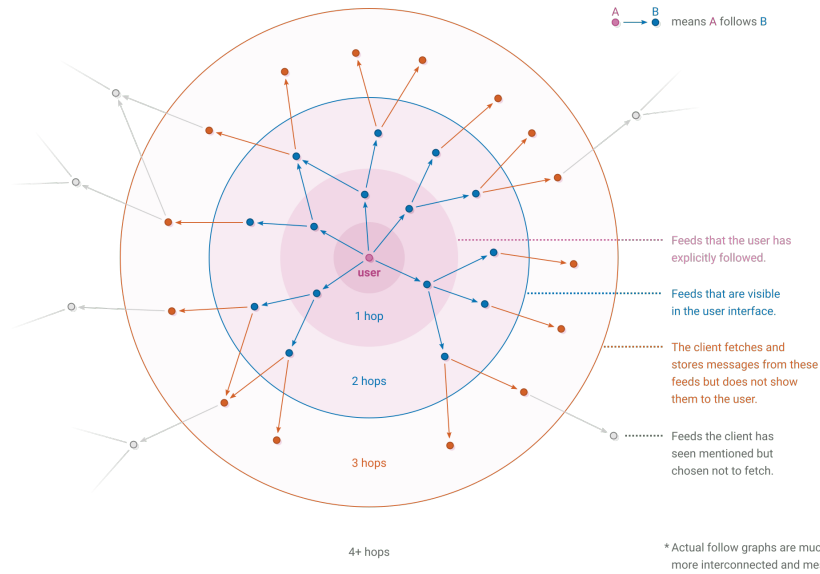 A B
means A follows B
Feeds that the user has
explicitly followed.
user
Feeds that are visible
in the user interface.
1 hop
The client fetches and
stores messages from these
feeds but does not show
them to the user.
2 hops
Feeds the client has
seen mentioned but
chosen not to fetch.
3 hops
4+ hops
* Actual follow graphs are
more interconnected and